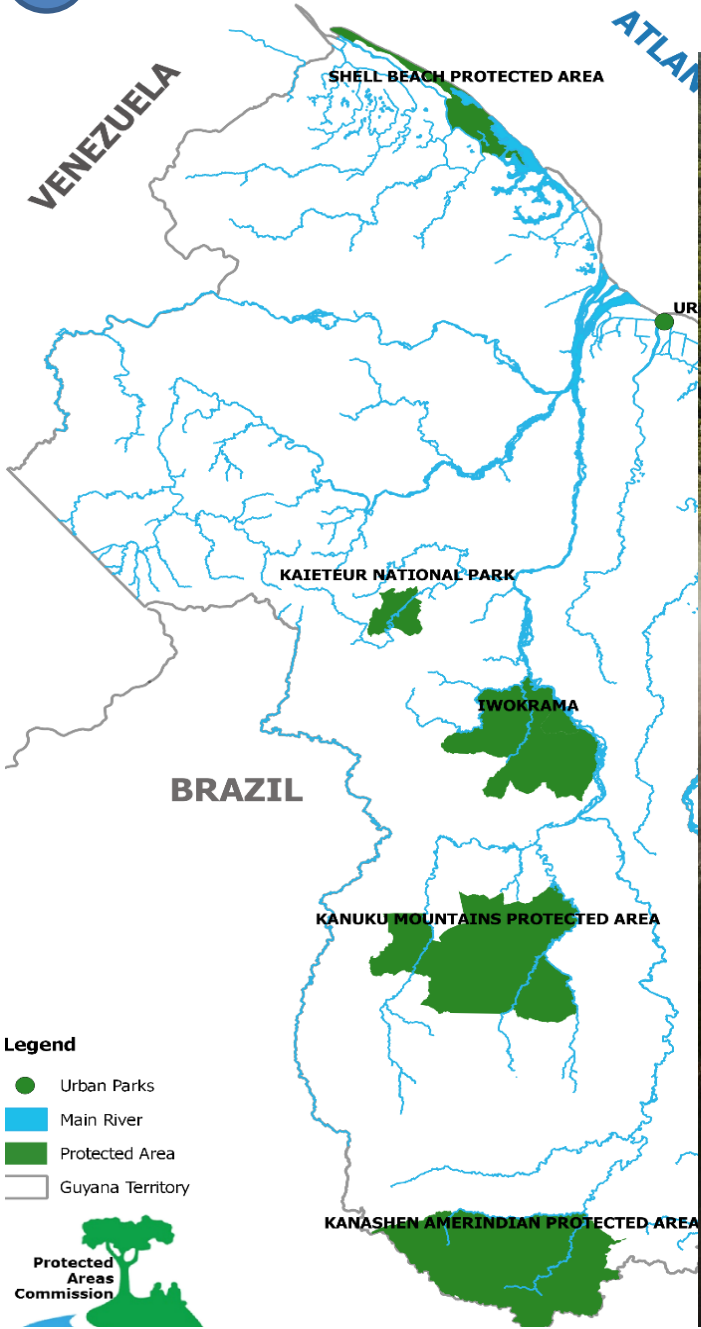 ATLAN
SHELL BEACH PROTECTED AREA
VENEZUELA
UR
KAIETEUR NATIONAL PARK
IWOKRAMA
BRAZIL
KANUKU MOUNTAINS PROTECTED AREA
Legend
Urban Parks
Main River
Protected Area
Guyana Territory
KANASHEN AMERINDIAN PROTECTED AREA
Protected
Areas
Commission